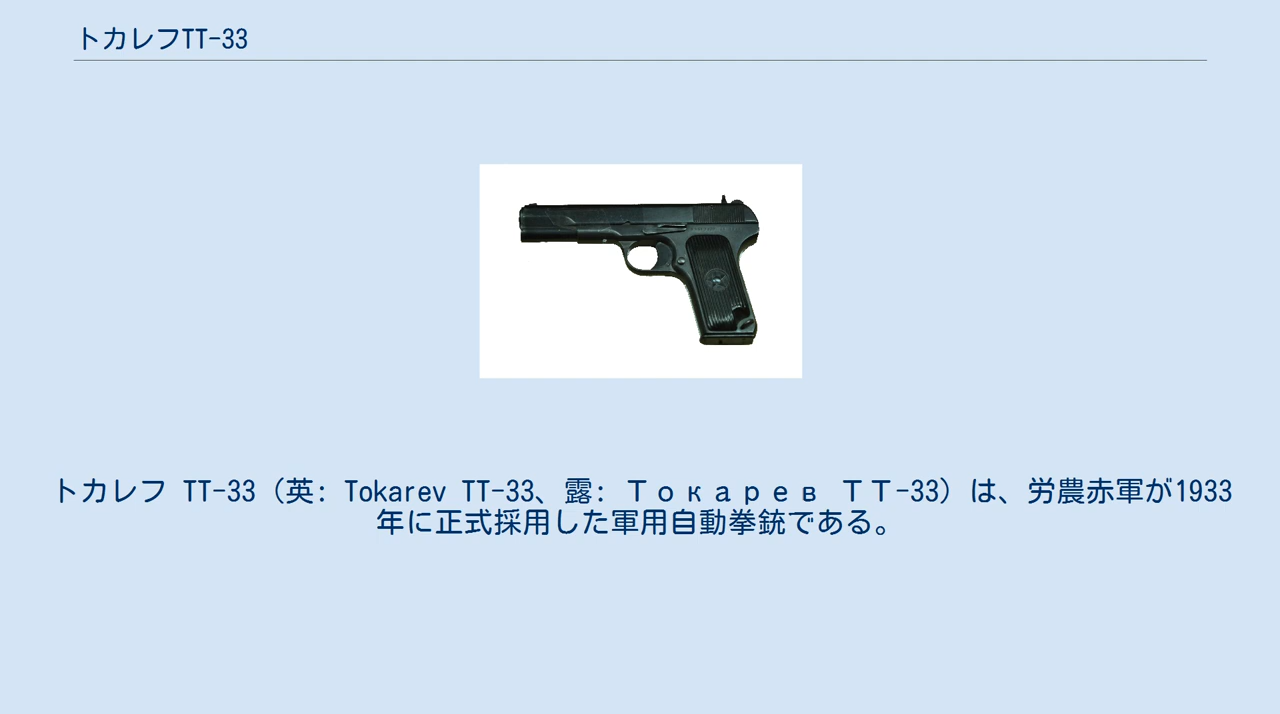 トカレフTT-33
トカレフ TT-33（英: Tokarev TT-33、露: Токарев ТТ-33）は、労農赤軍が1933
年に正式採用した軍用自動拳銃である。